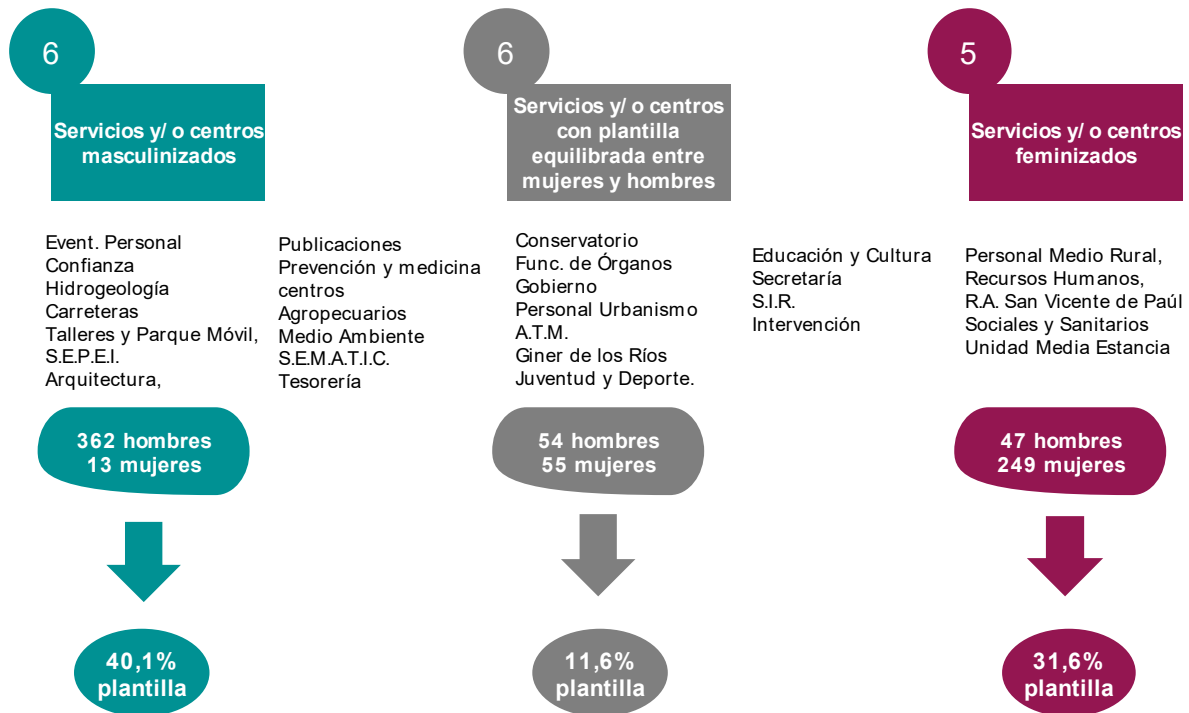 6
Servicios y/ o centros
masculinizados
6
Servicios y/ o centros
con plantilla
equilibrada entre
mujeres y hombres
5
Servicios y/ o centros
feminizados
Event. Personal
Confianza
Hidrogeología
Carreteras
Talleres y Parque Móvil,
S.E.P.E.I.
Arquitectura,
Publicaciones
Prevención y medicina
centros
Agropecuarios
Medio Ambiente
S.E.M.A.T.I.C.
Tesorería
Conservatorio
Func. de Órganos
Gobierno
Personal Urbanismo
A.T.M.
Giner de los Ríos
Juventud y Deporte.
Educación y Cultura
Secretaría
S.I.R.
Intervención
Personal Medio Rural,
Recursos Humanos,
R.A. San Vicente de Paúl
Sociales y Sanitarios
Unidad Media Estancia
362 hombres
13 mujeres
54 hombres
55 mujeres
47 hombres
249 mujeres
40,1%
plantilla
11,6%
plantilla
31,6%
plantilla